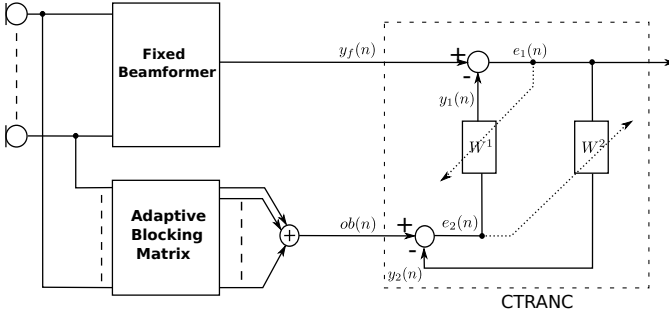 Fixed
Beamformer
y_f(n)
+
-
e_1(n)
y_1(n)
W^1
W^2
Adaptive
Blocking
Matrix
+
ob(n)
+
-
e_2(n)
y_2(n)
CTRANC